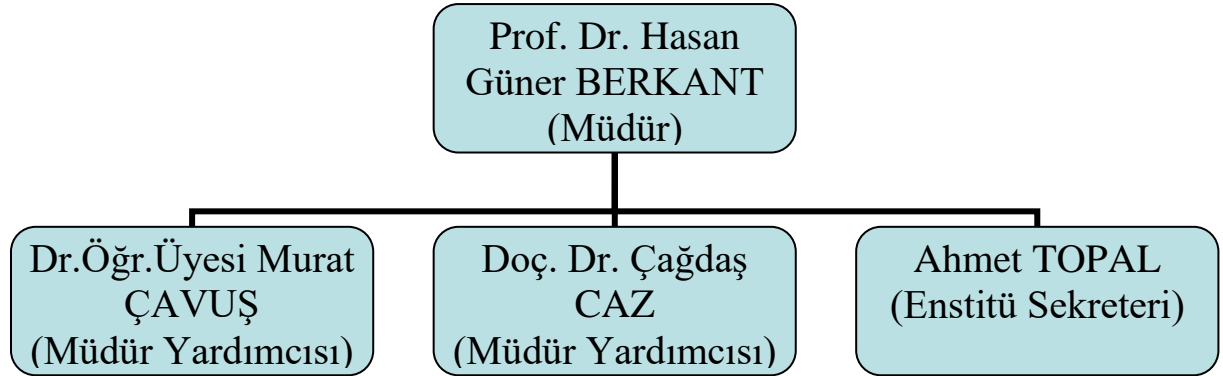 Prof. Dr. Hasan
Güner BERKANT
(Müdür)
Dr.Öğr.Üyesi Murat
ÇAVUŞ
(Müdür Yardımcısı)
Doç. Dr. Çağdaş
CAZ
(Müdür Yardımcısı)
Ahmet TOPAL
(Enstitü Sekreteri)